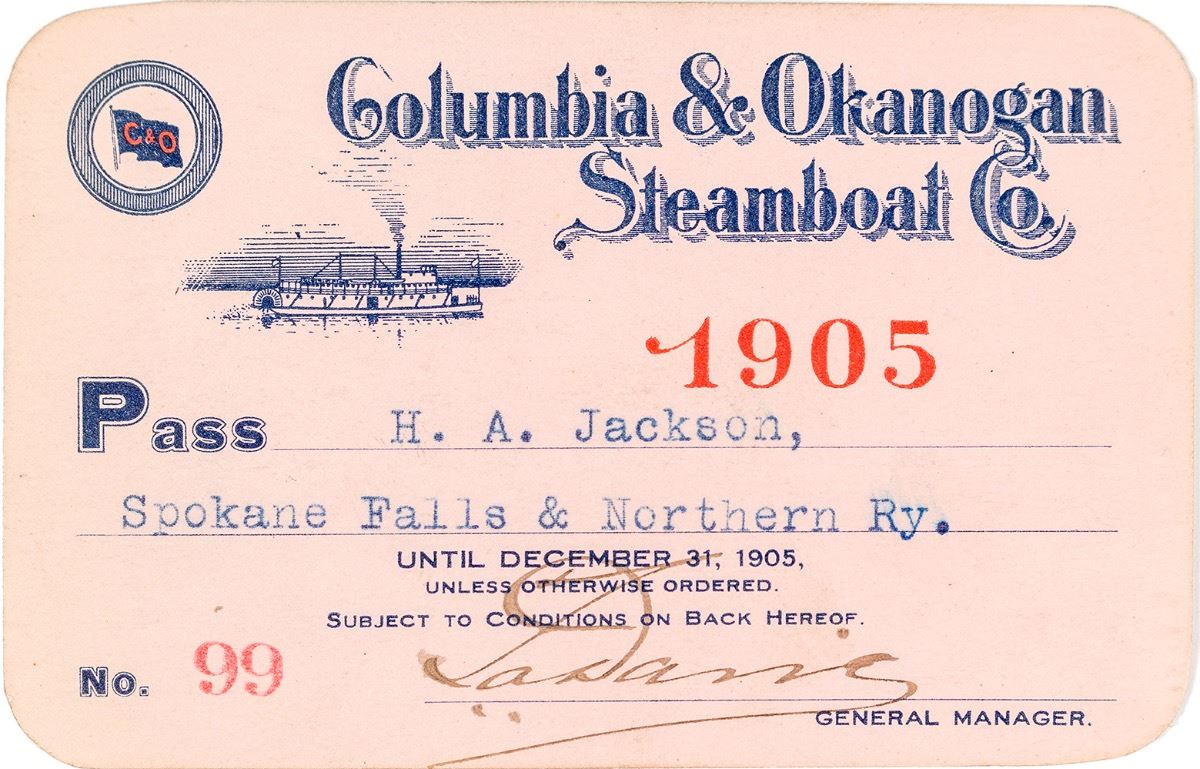 C&O
Columbia & Okanogan
Steamboat Co.
1905
Pass H. A. Jackson,
Spokane Falls & Northern Ry.
UNTIL DECEMBER 31, 1905,
UNLESS OTHERWISE ORDERED.
SUBJECT TO CONDITIONS ON BACK HEREOF.
No. 99
GENERAL MANAGER.